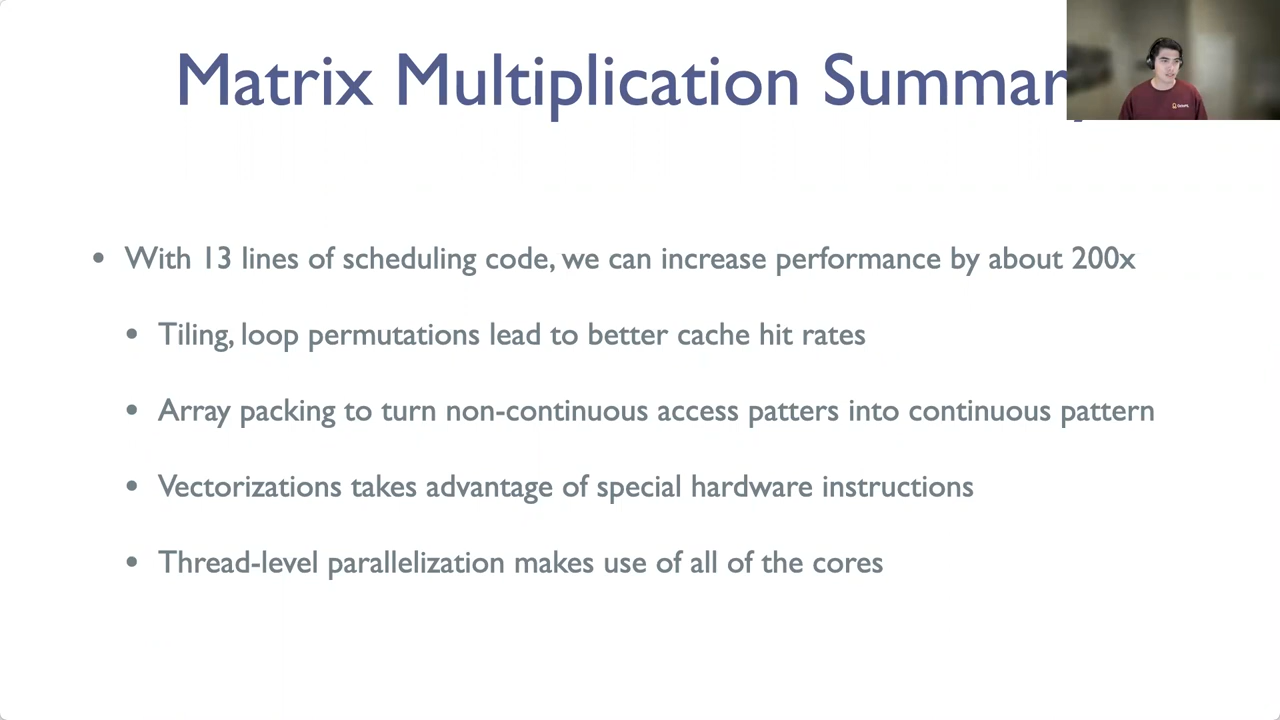 Matrix Multiplication Summary
• With 13 lines of scheduling code, we can increase performance by about 200x
• Tiling, loop permutations lead to better cache hit rates
• Array packing to turn non-continuous access patters into continuous pattern
• Vectorizations takes advantage of special hardware instructions
• Thread-level parallelization makes use of all of the cores